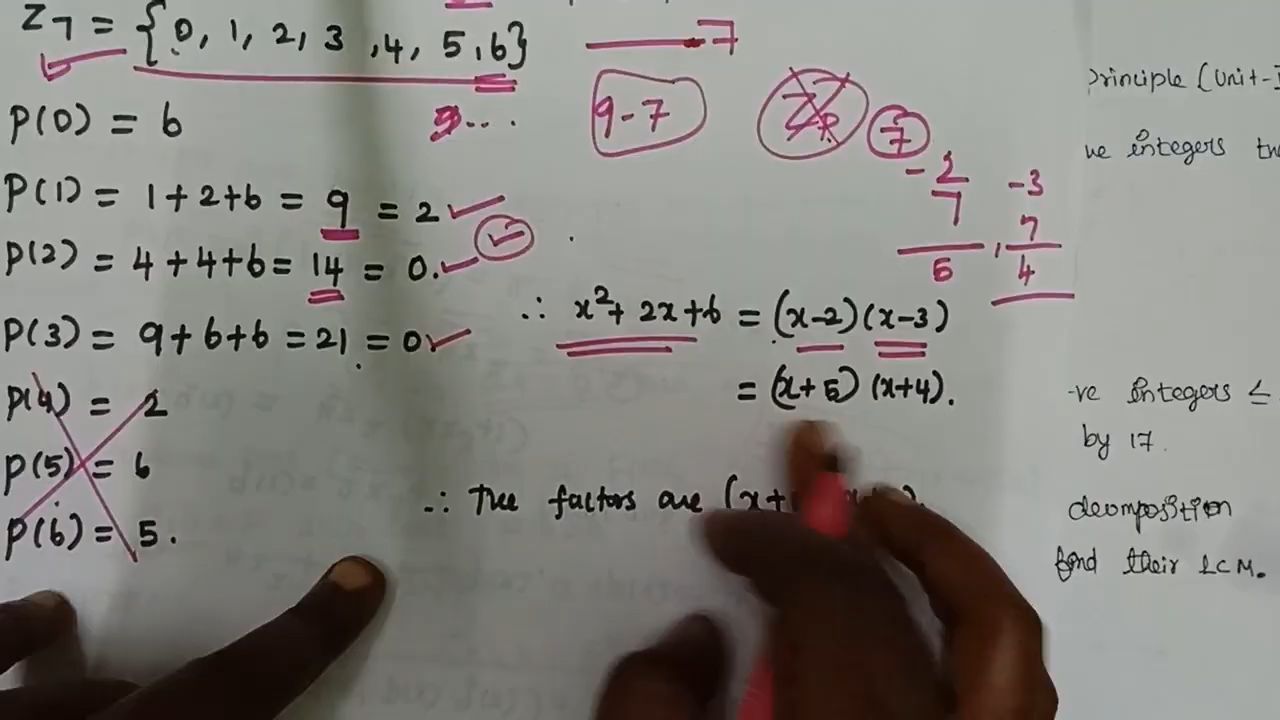 Z7 = {0, 1, 2, 3, 4, 5, 6}
7
P(0) = 6
9-7
7
P(1) = 1+2+6 = 9 = 2
P(2) = 4+4+6 = 14 = 0.
P(3) = 9+6+6 = 21 = 0
P(4) = 2
P(5) = 6
P(6) = 5.
-2
7
5
,
-3
7
4
∴ x²+ 2x+6 = (x-2)(x-3)
= (x+5) (x+4).
∴ The factors are (x+
principle (Unit-I
ve integers
-ve integers ≤
by 17.
decomposition
find their LCM.